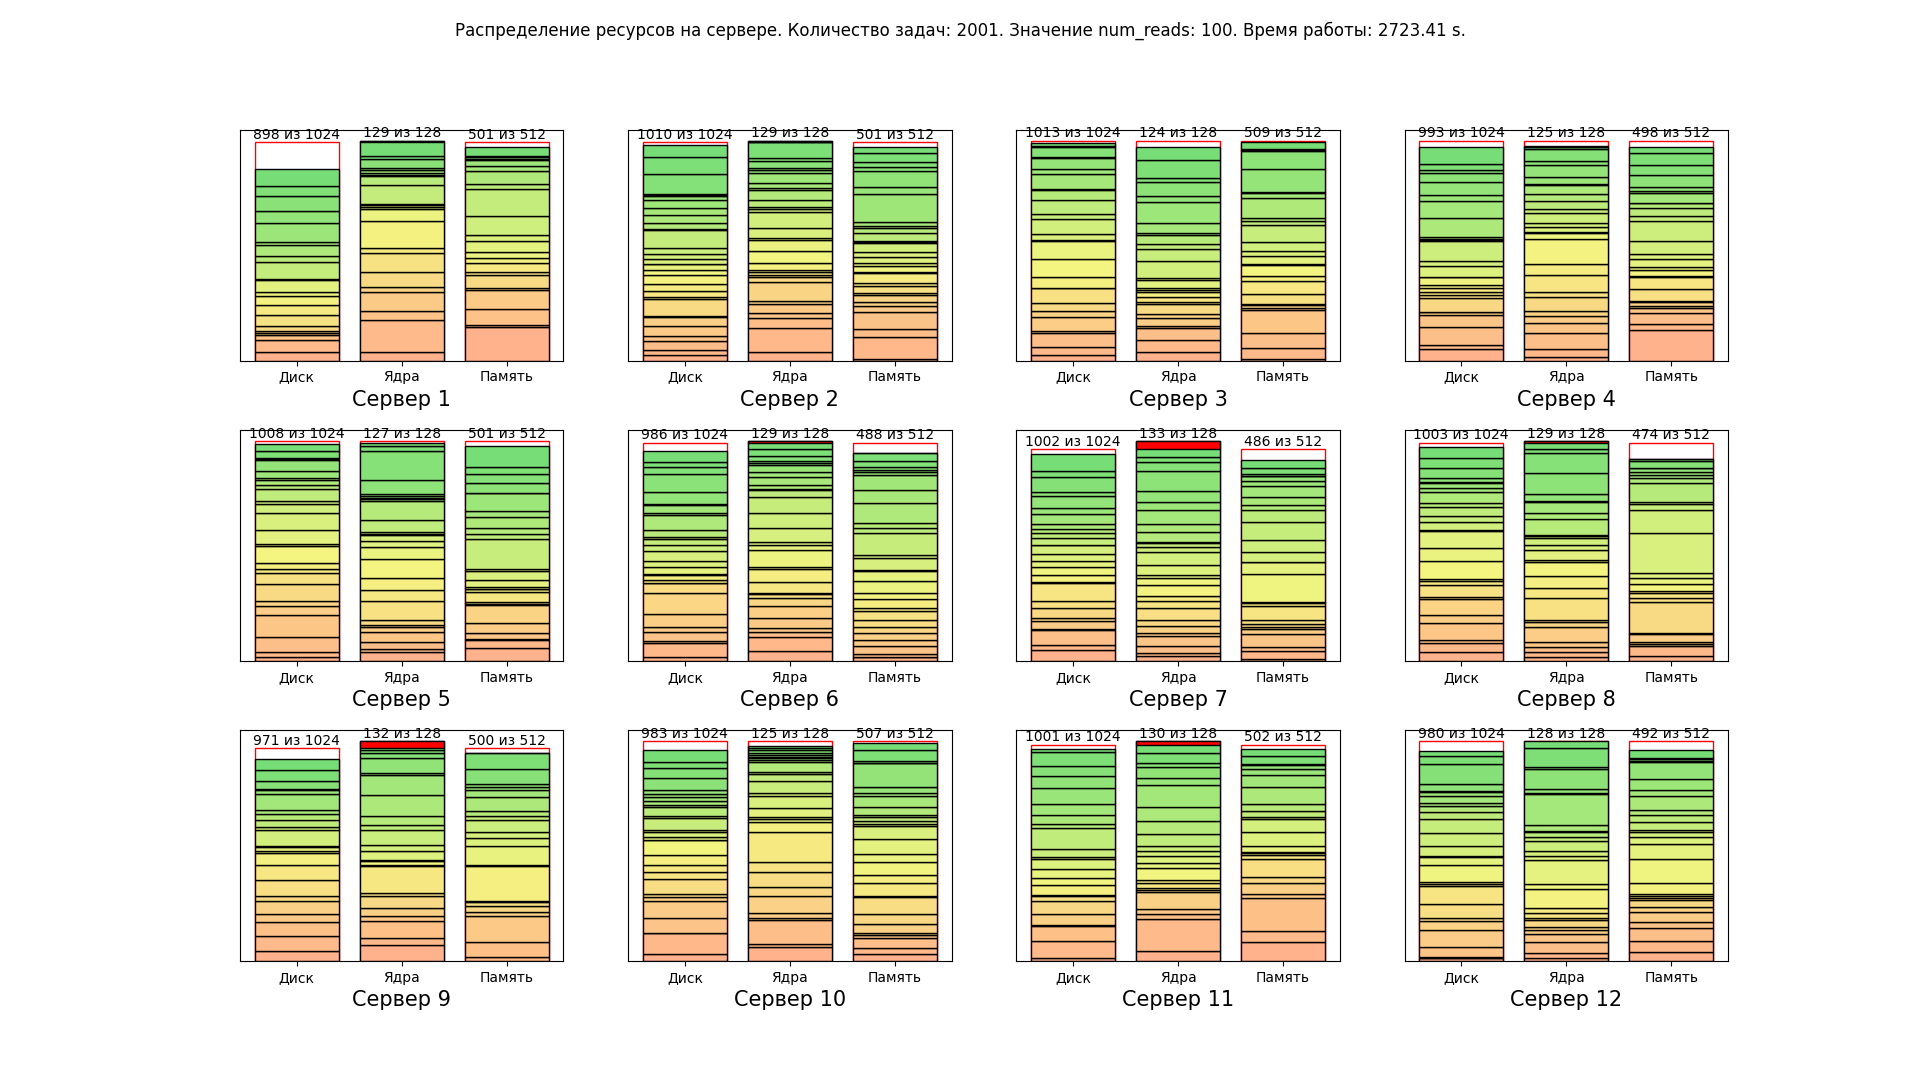 Распределение ресурсов на сервере. Количество задач: 2001. Значение num_reads: 100. Время работы: 2723.41 s.
898 из 1024 129 из 128 501 из 512
Диск Ядра Память
Сервер 1
1010 из 1024 129 из 128 501 из 512
Диск Ядра Память
Сервер 2
1013 из 1024 124 из 128 509 из 512
Диск Ядра Память
Сервер 3
993 из 1024 125 из 128 498 из 512
Диск Ядра Память
Сервер 4
1008 из 1024 127 из 128 501 из 512
Диск Ядра Память
Сервер 5
986 из 1024 129 из 128 488 из 512
Диск Ядра Память
Сервер 6
1002 из 1024 133 из 128 486 из 512
Диск Ядра Память
Сервер 7
1003 из 1024 129 из 128 474 из 512
Диск Ядра Память
Сервер 8
971 из 1024 132 из 128 500 из 512
Диск Ядра Память
Сервер 9
983 из 1024 125 из 128 507 из 512
Диск Ядра Память
Сервер 10
1001 из 1024 130 из 128 502 из 512
Диск Ядра Память
Сервер 11
980 из 1024 128 из 128 492 из 512
Диск Ядра Память
Сервер 12